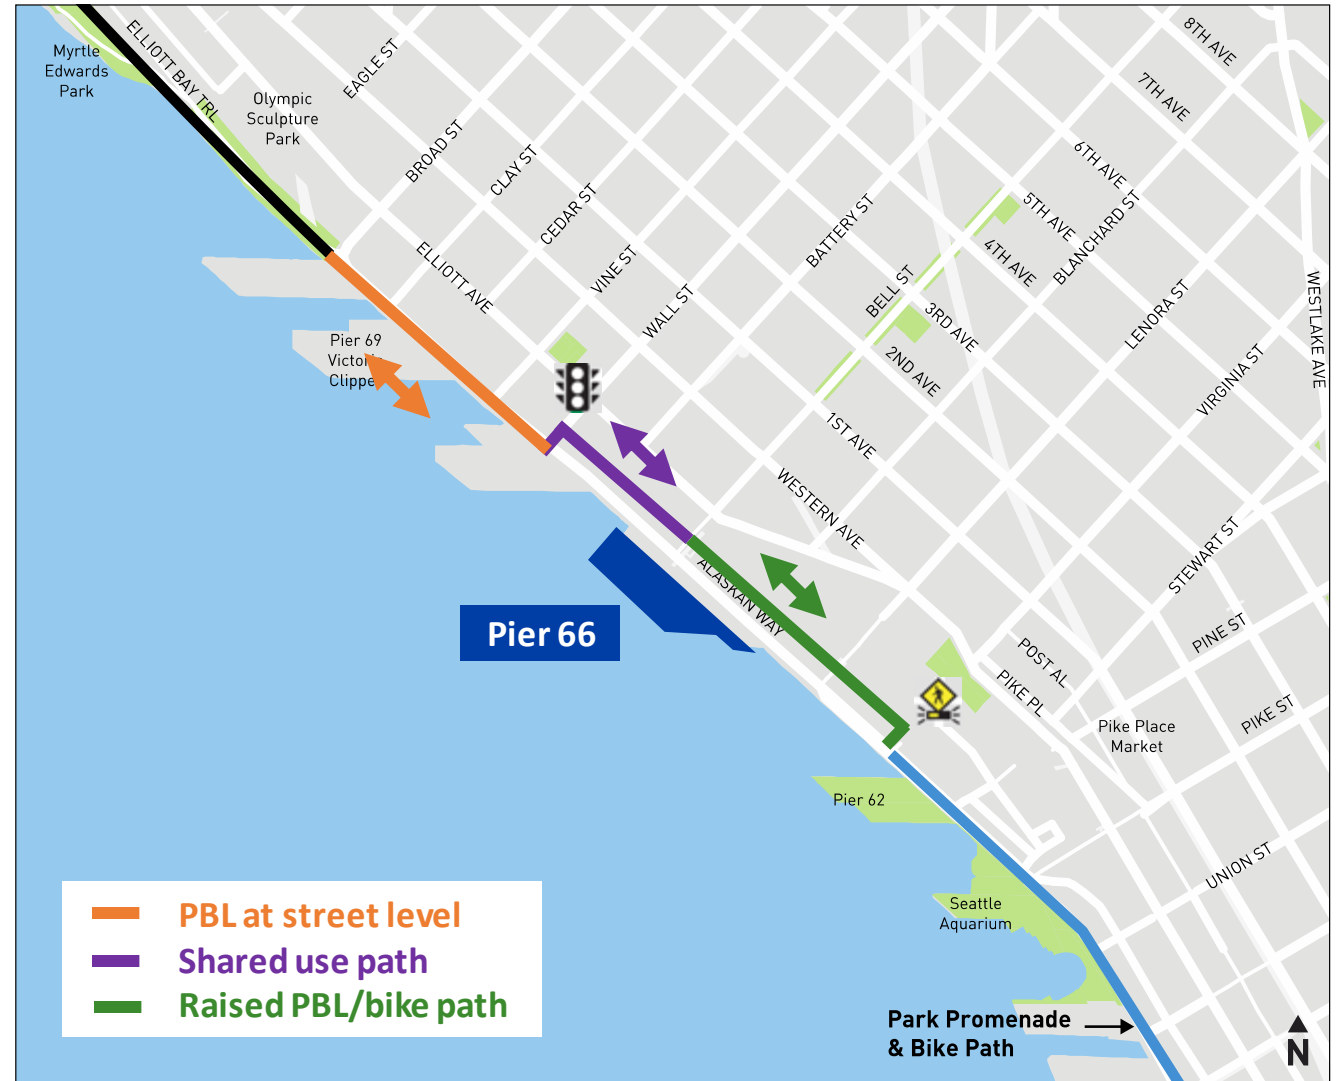 Myrtle
Edwards
Park
ELLIOTT BAY TRL
Olympic
Sculpture
Park
EAGLE ST
BROAD ST
CLAY ST
CEDAR ST
VINE ST
WALL ST
ELLIOTT AVE
BATTERY ST
BELL ST
8TH AVE
7TH AVE
6TH AVE
5TH AVE
4TH AVE
3RD AVE
2ND AVE
1ST AVE
BLANCHARD ST
LENORA ST
VIRGINIA ST
WESTLAKE AVE
WESTERN AVE
STEWART ST
PINE ST
PIKE ST
UNION ST
POST AL
PIKE PL
Pike Place
Market
ALASKAN WAY
Pier 69
Victoria
Clipper
Pier 66
Pier 62
Seattle
Aquarium
Park Promenade
& Bike Path
N
PBL at street level
Shared use path
Raised PBL/bike path